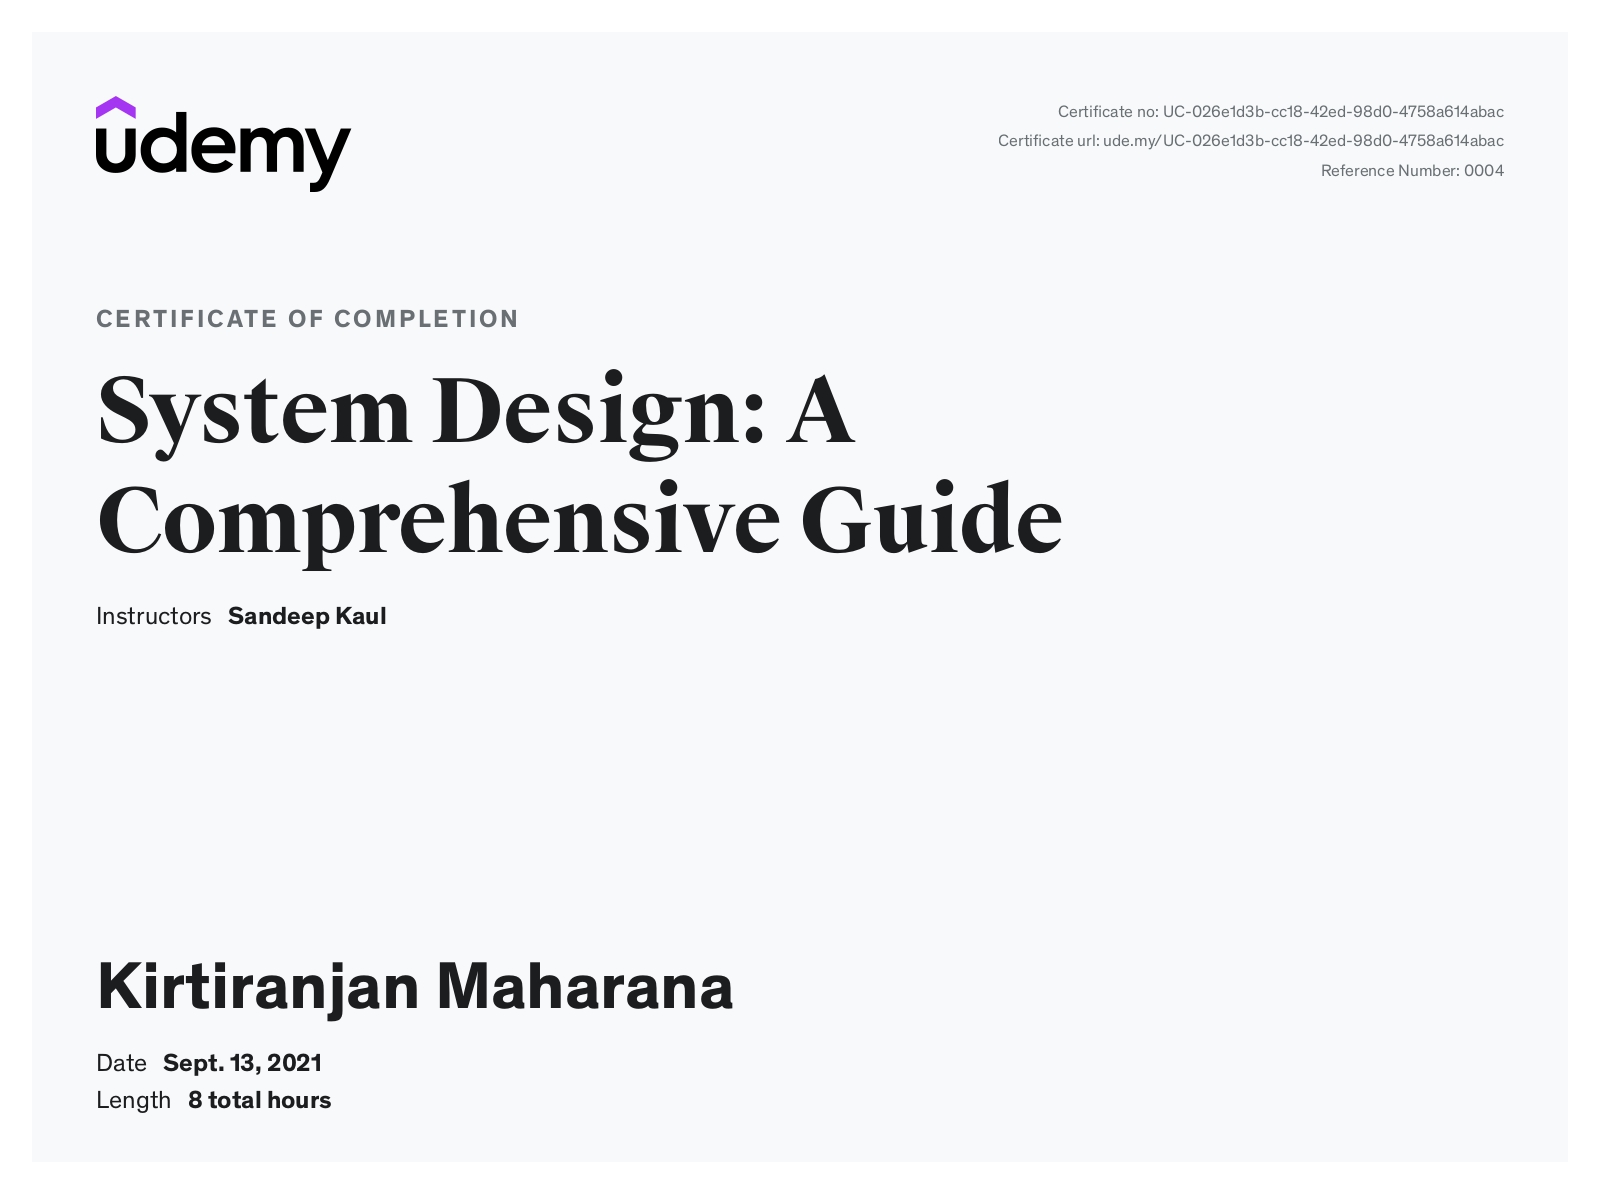 udemy
Certificate no: UC-026e1d3b-cc18-42ed-98d0-4758a614abac
Certificate url: ude.my/UC-026e1d3b-cc18-42ed-98d0-4758a614abac
Reference Number: 0004
CERTIFICATE OF COMPLETION
System Design: A
Comprehensive Guide
Instructors Sandeep Kaul
Kirtiranjan Maharana
Date Sept. 13, 2021
Length 8 total hours